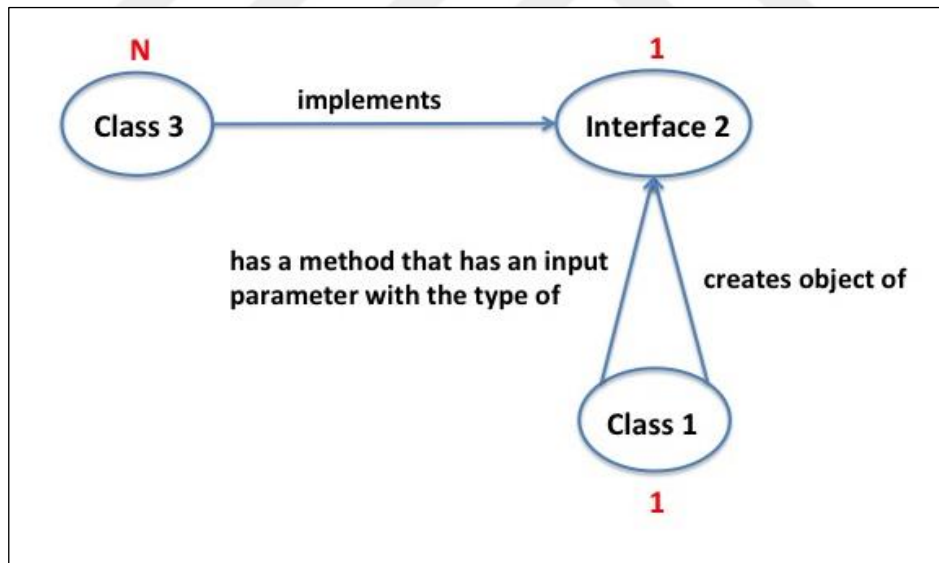 N
1
implements
Class 3
Interface 2
has a method that has an input
parameter with the type of
creates object of
Class 1
1